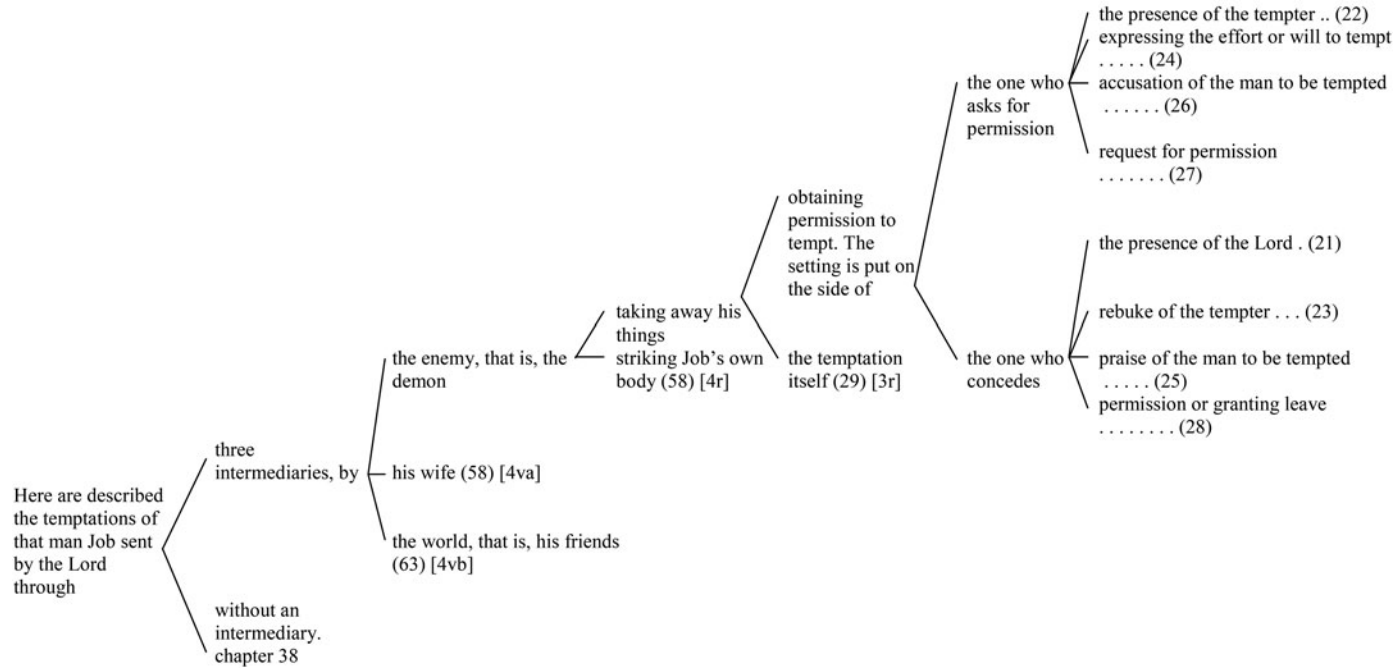 Here are described
the temptations of
that man Job sent
by the Lord
through
three
intermediaries, by
without an
intermediary.
chapter 38
the enemy, that is, the
demon
his wife (58) [4va]
the world, that is, his friends
(63) [4vb]
taking away his
things
striking Job’s own
body (58) [4r]
obtaining
permission to
tempt. The
setting is put on
the side of
the temptation
itself (29) [3r]
the one who
asks for
permission
the one who
concedes
the presence of the tempter .. (22)
expressing the effort or will to tempt
. . . . . (24)
accusation of the man to be tempted
. . . . . . (26)
request for permission
. . . . . . . (27)
the presence of the Lord . (21)
rebuke of the tempter . . . (23)
praise of the man to be tempted
. . . . . (25)
permission or granting leave
. . . . . . . . (28)